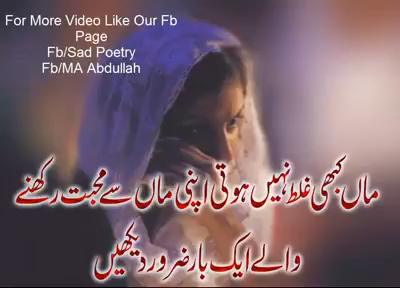 For More Video Like Our Fb
Page
Fb/Sad Poetry
Fb/MA Abdullah
ماں کبھی غلط نہیں ہوتی اپنی ماں سے محبت رکھنے
والے ایک بار ضرور دیکھیں